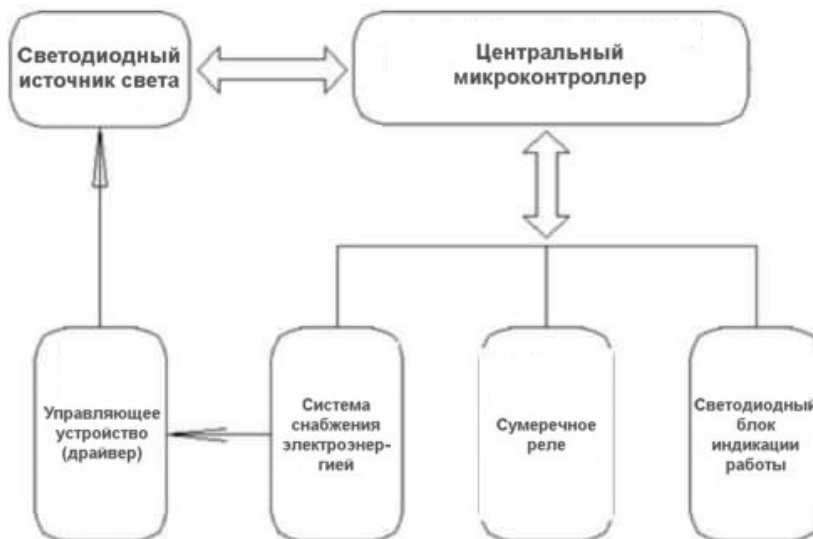 Светодиодный
источник света
Центральный
микроконтроллер
Управляющее
устройство
(драйвер)
Система
снабжения
электроэнер-
гией
Сумеречное
реле
Светодиодный
блок
индикации
работы